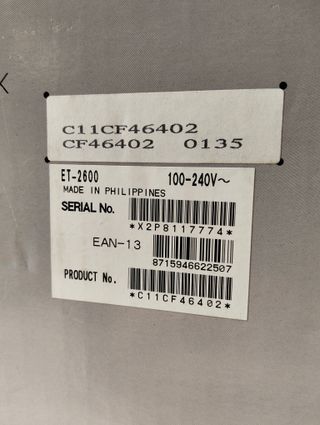 C11CF46402
CF46402 0135
ET-2600 100-240V~
MADE IN PHILIPPINES
SERIAL No.
*X2P8117774*
EAN-13
8715946622507
PRODUCT No.
*C11CF46402*